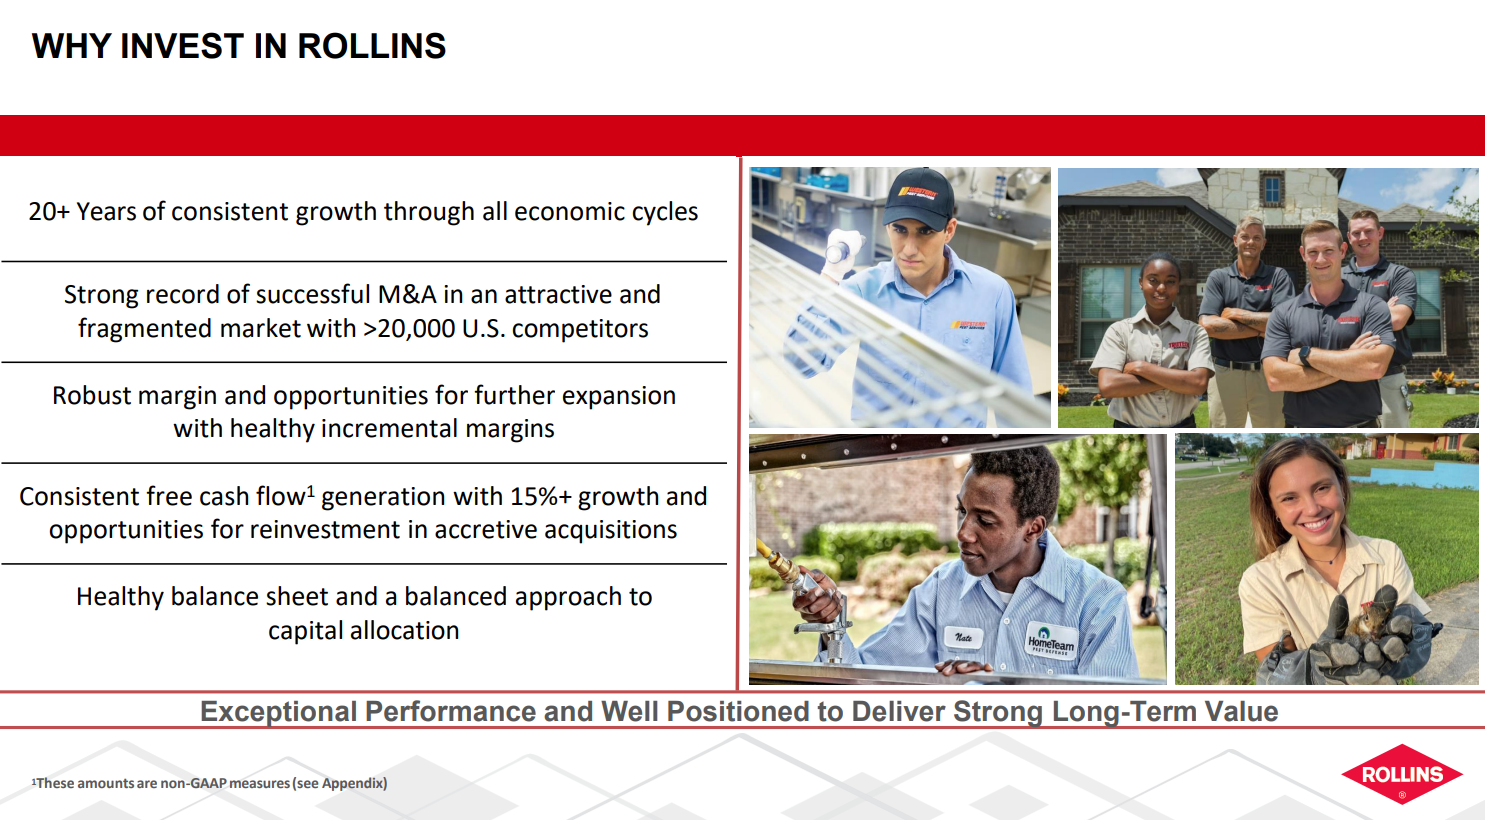 WHY INVEST IN ROLLINS
20+ Years of consistent growth through all economic cycles
Strong record of successful M&A in an attractive and
fragmented market with >20,000 U.S. competitors
Robust margin and opportunities for further expansion
with healthy incremental margins
Consistent free cash flow¹ generation with 15%+ growth and
opportunities for reinvestment in accretive acquisitions
Healthy balance sheet and a balanced approach to
capital allocation
Nate
HomeTeam
PEST DEFENSE
Exceptional Performance and Well Positioned to Deliver Strong Long-Term Value
¹These amounts are non-GAAP measures (see Appendix)
ROLLINS
®